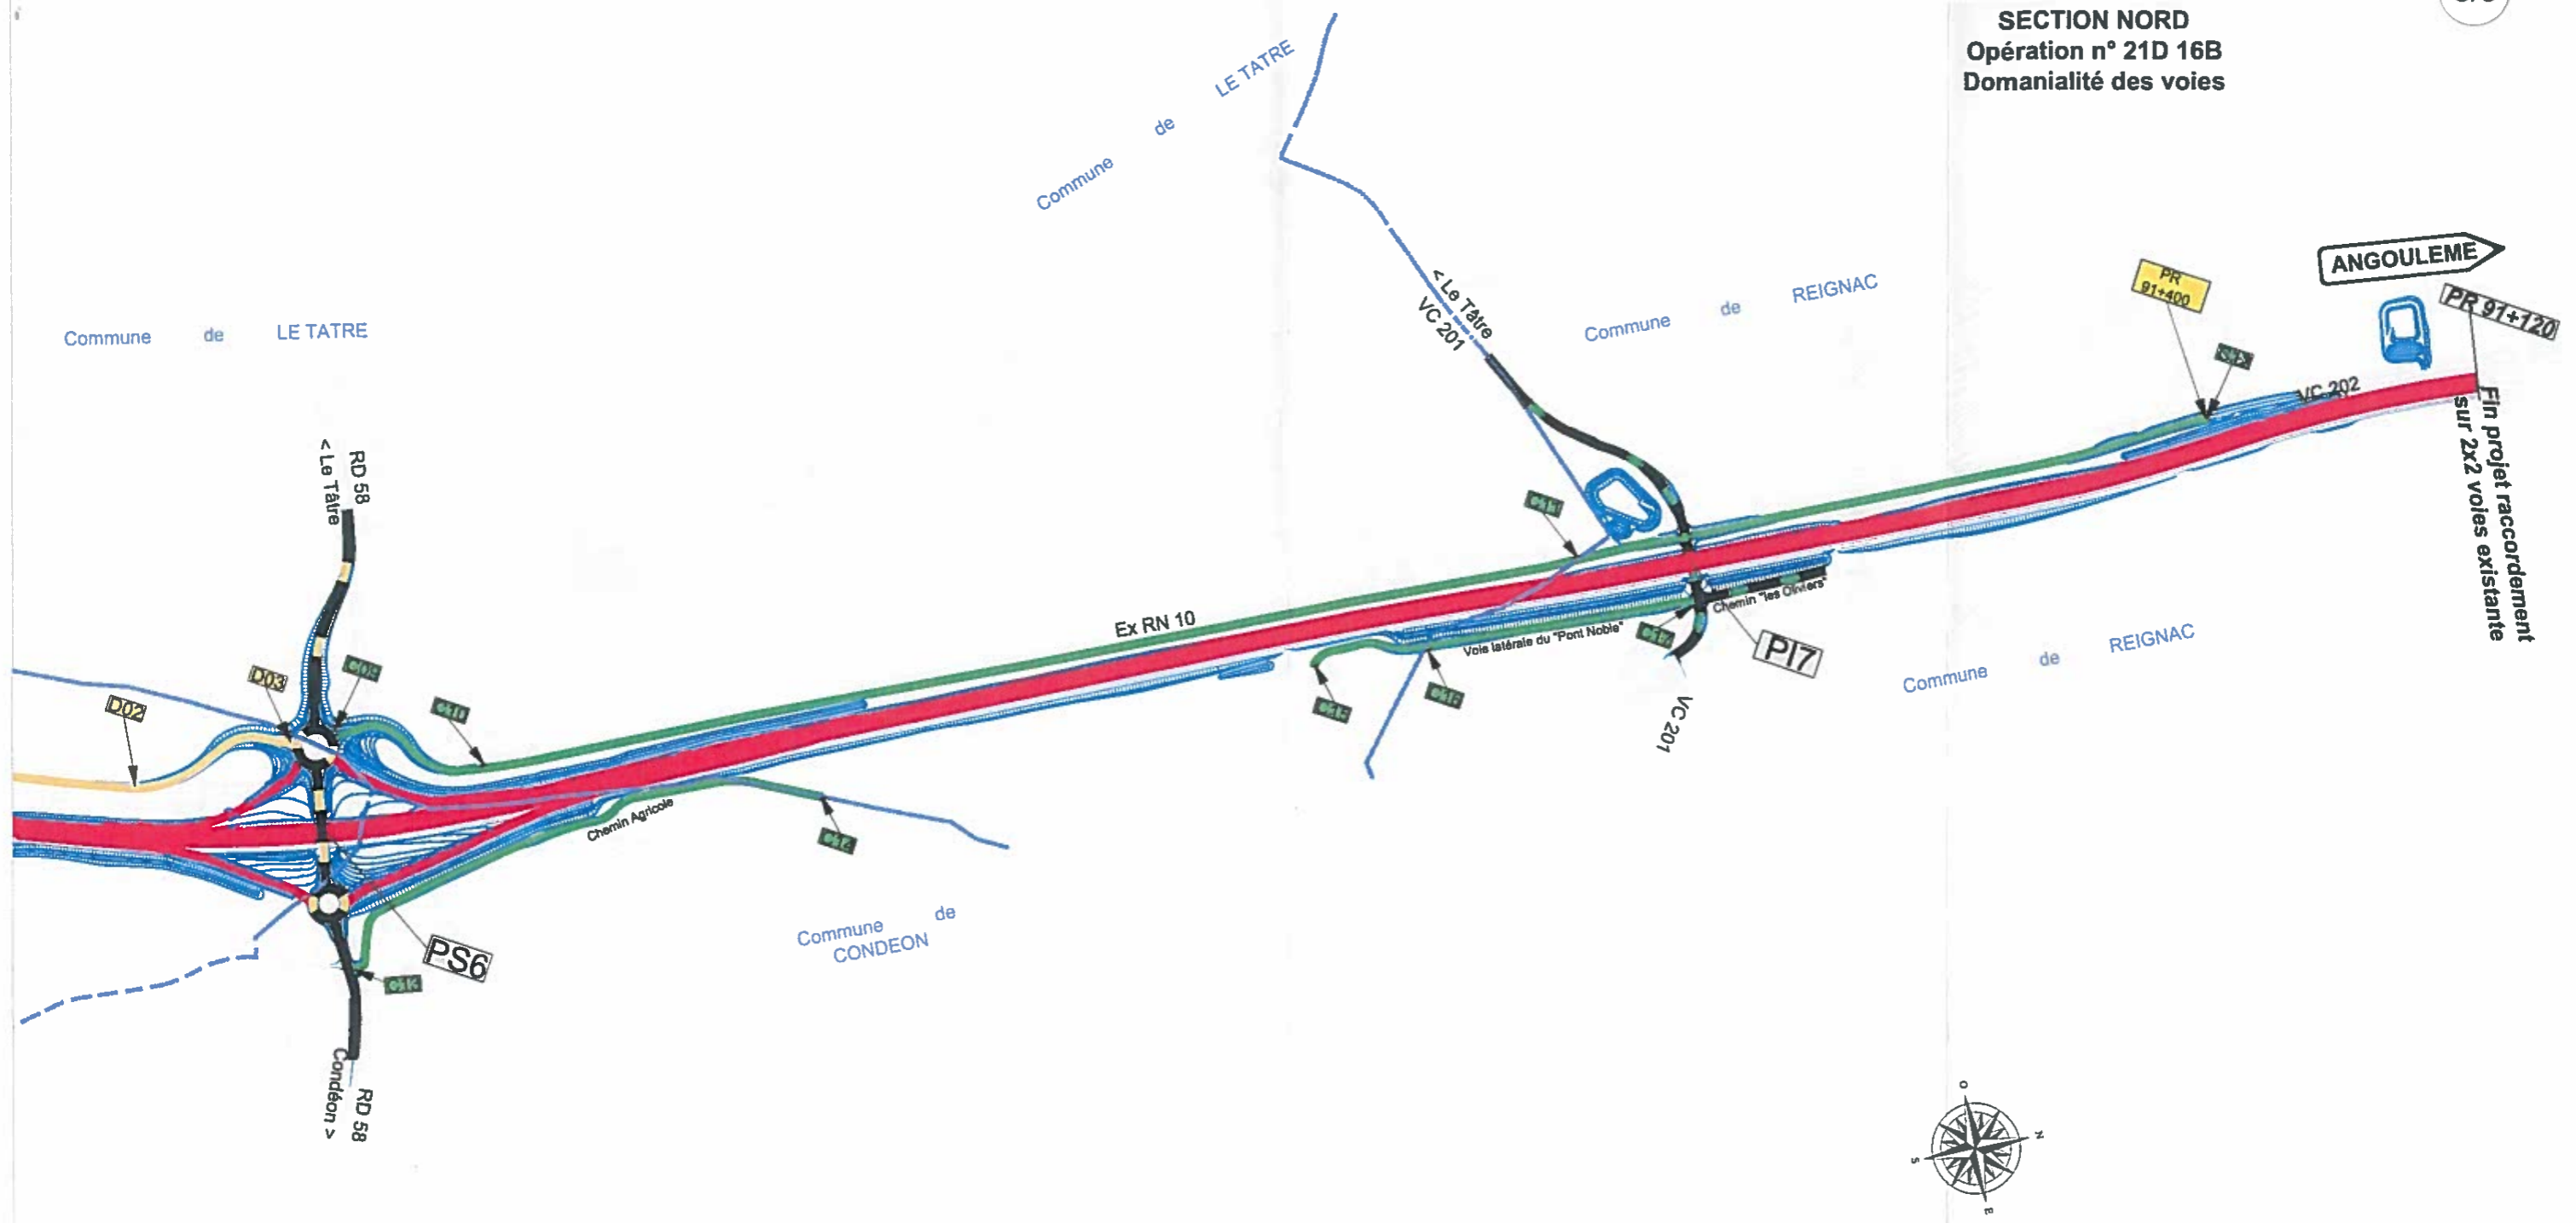 SECTION NORD
Opération n° 21D 16B
Domanialité des voies
Commune de LE TATRE
Commune de LE TATRE
< Le Tâtre
VC 201
Commune de REIGNAC
PR
91+400
ANGOULEME
PR 91+120
VC 202
Fin projet raccordement
sur 2x2 voies existante
RD 58
< Le Tâtre
D03
C09
D02
C10
Ex RN 10
Chemin "les Oliviers"
Voie latérale du "Pont Noble"
PI7
VC 201
Commune de REIGNAC
Chemin Agricole
Commune de
CONDEON
PS6
RD 58
Condéon >
O
N
S
E